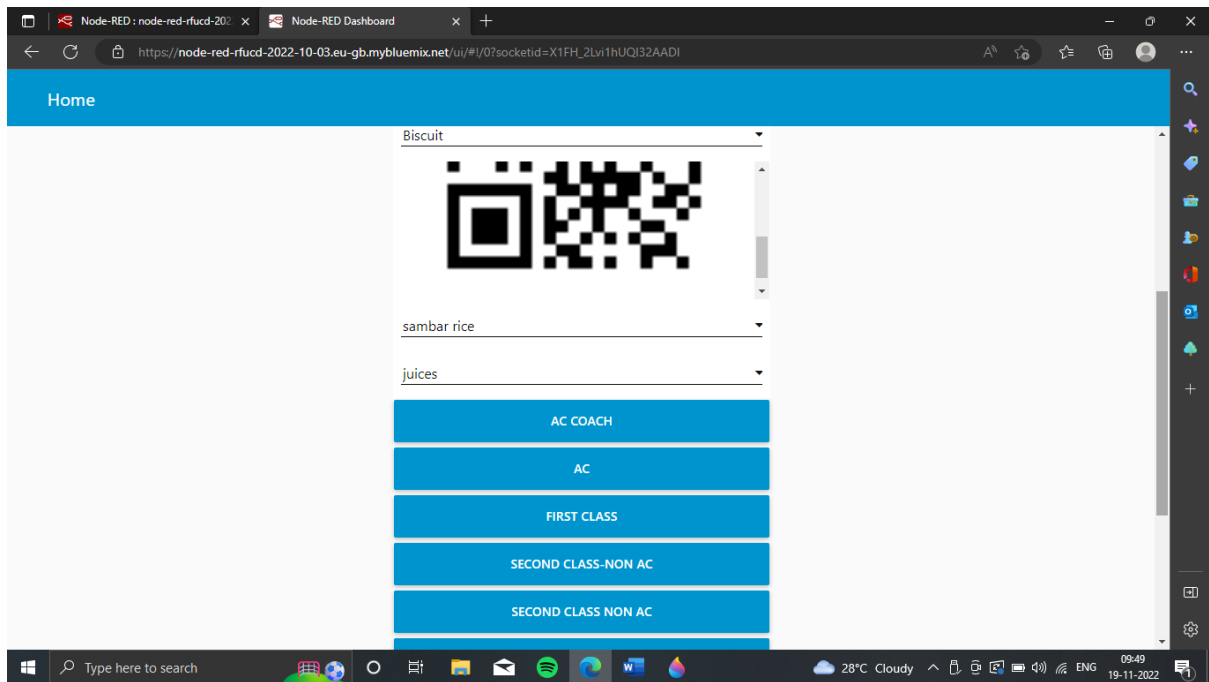 Node-RED : node-red-rfucd-202
Node-RED Dashboard
https://node-red-rfucd-2022-10-03.eu-gb.mybluemix.net/ui/#!/0?socketid=X1FH_2Lvi1hUQI32AADI
Home
Biscuit
sambar rice
juices
AC COACH
AC
FIRST CLASS
SECOND CLASS-NON AC
SECOND CLASS NON AC
Type here to search
28°C Cloudy
ENG
09:49
19-11-2022
1